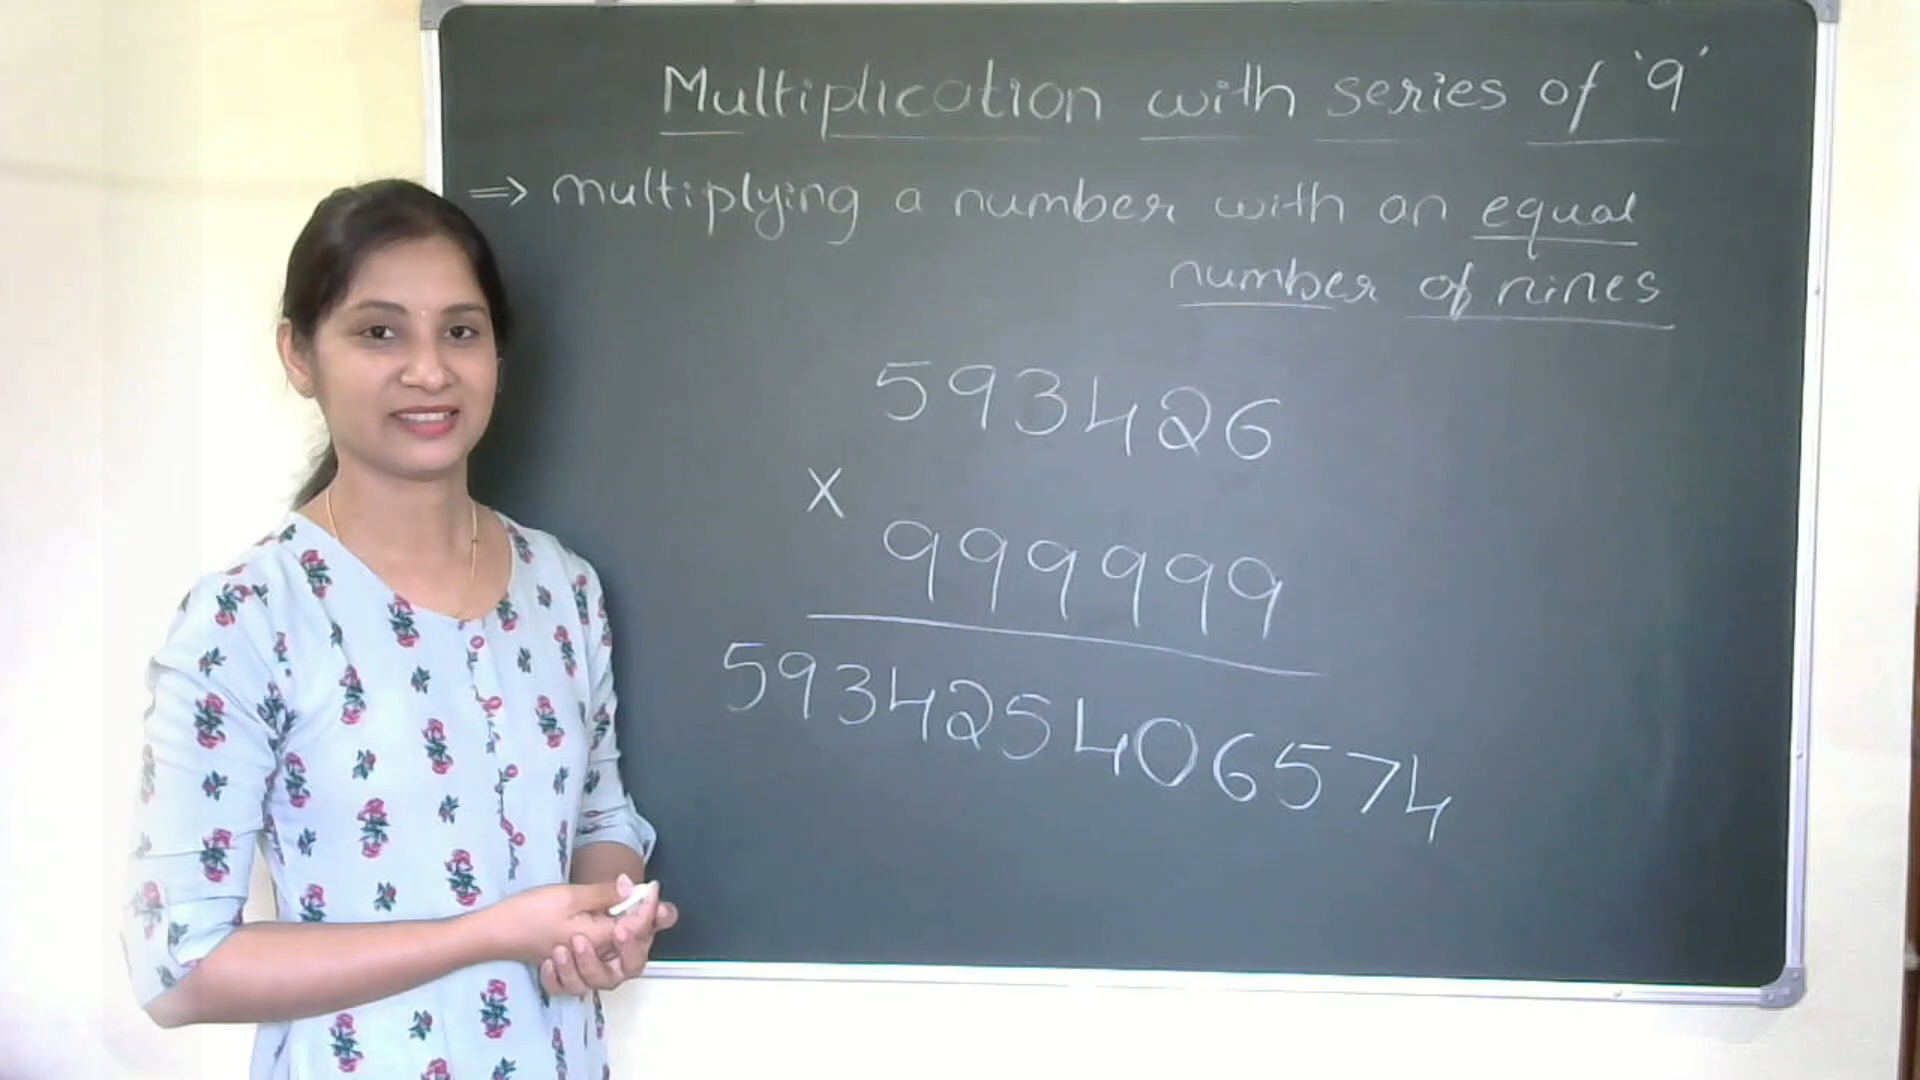 Multiplication with series of '9'
⇒ multiplying a number with an equal
number of nines
593426
X
999999
593425406574